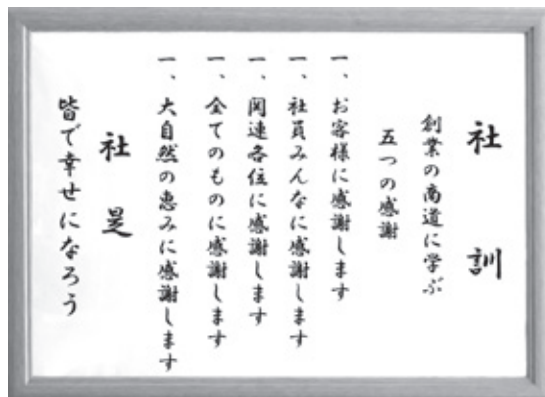 社訓
創業の商道に学ぶ
五つの感謝
一、お客様に感謝します
一、社員みんなに感謝します
一、関連各位に感謝します
一、全てのものに感謝します
一、大自然の恵みに感謝します
社是
皆で幸せになろう